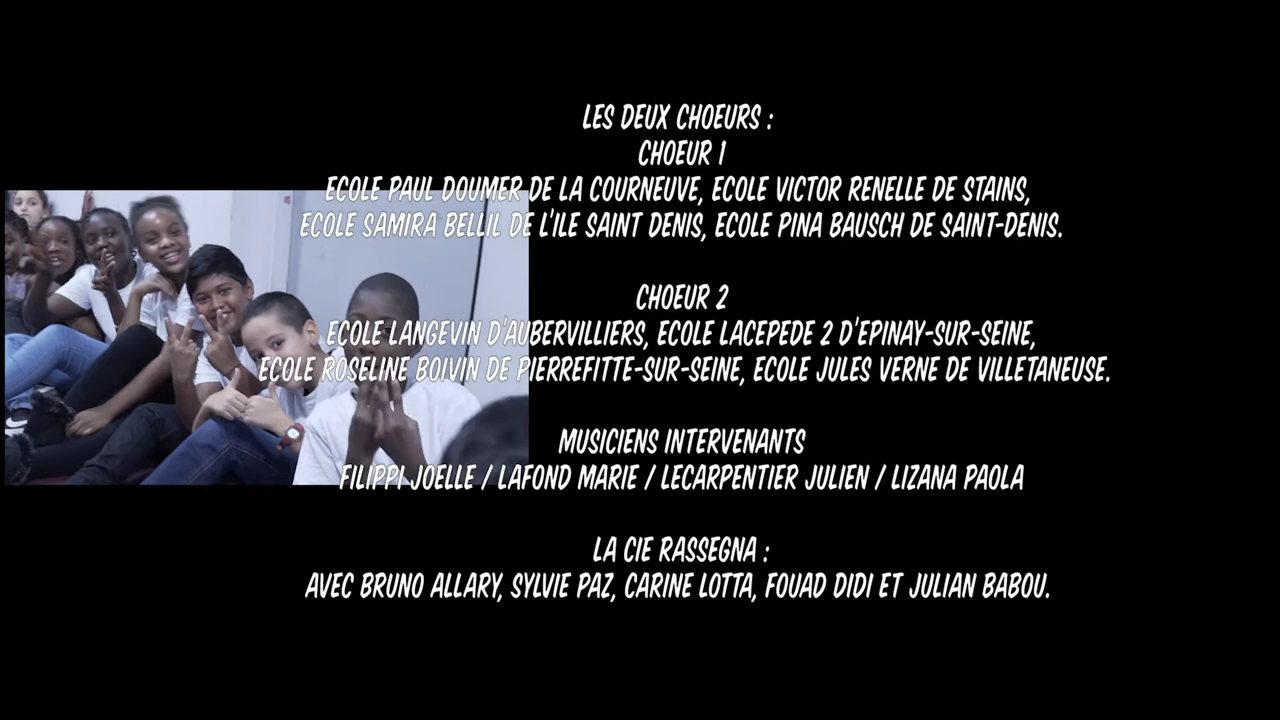 LES DEUX CHOEURS :
CHOEUR 1
ECOLE PAUL DOUMER DE LA COURNEUVE, ECOLE VICTOR RENELLE DE STAINS,
ECOLE SAMIRA BELLIL DE L'ILE SAINT DENIS, ECOLE PINA BAUSCH DE SAINT-DENIS.
CHOEUR 2
ECOLE LANGEVIN D'AUBERVILLIERS, ECOLE LACEPEDE 2 D'EPINAY-SUR-SEINE,
ECOLE ROSELINE BOIVIN DE PIERREFITTE-SUR-SEINE, ECOLE JULES VERNE DE VILLETANEUSE.
MUSICIENS INTERVENANTS
FILIPPI JOELLE / LAFOND MARIE / LECARPENTIER JULIEN / LIZANA PAOLA
LA CIE RASSEGNA :
AVEC BRUNO ALLARY, SYLVIE PAZ, CARINE LOTTA, FOUAD DIDI ET JULIAN BABOU.